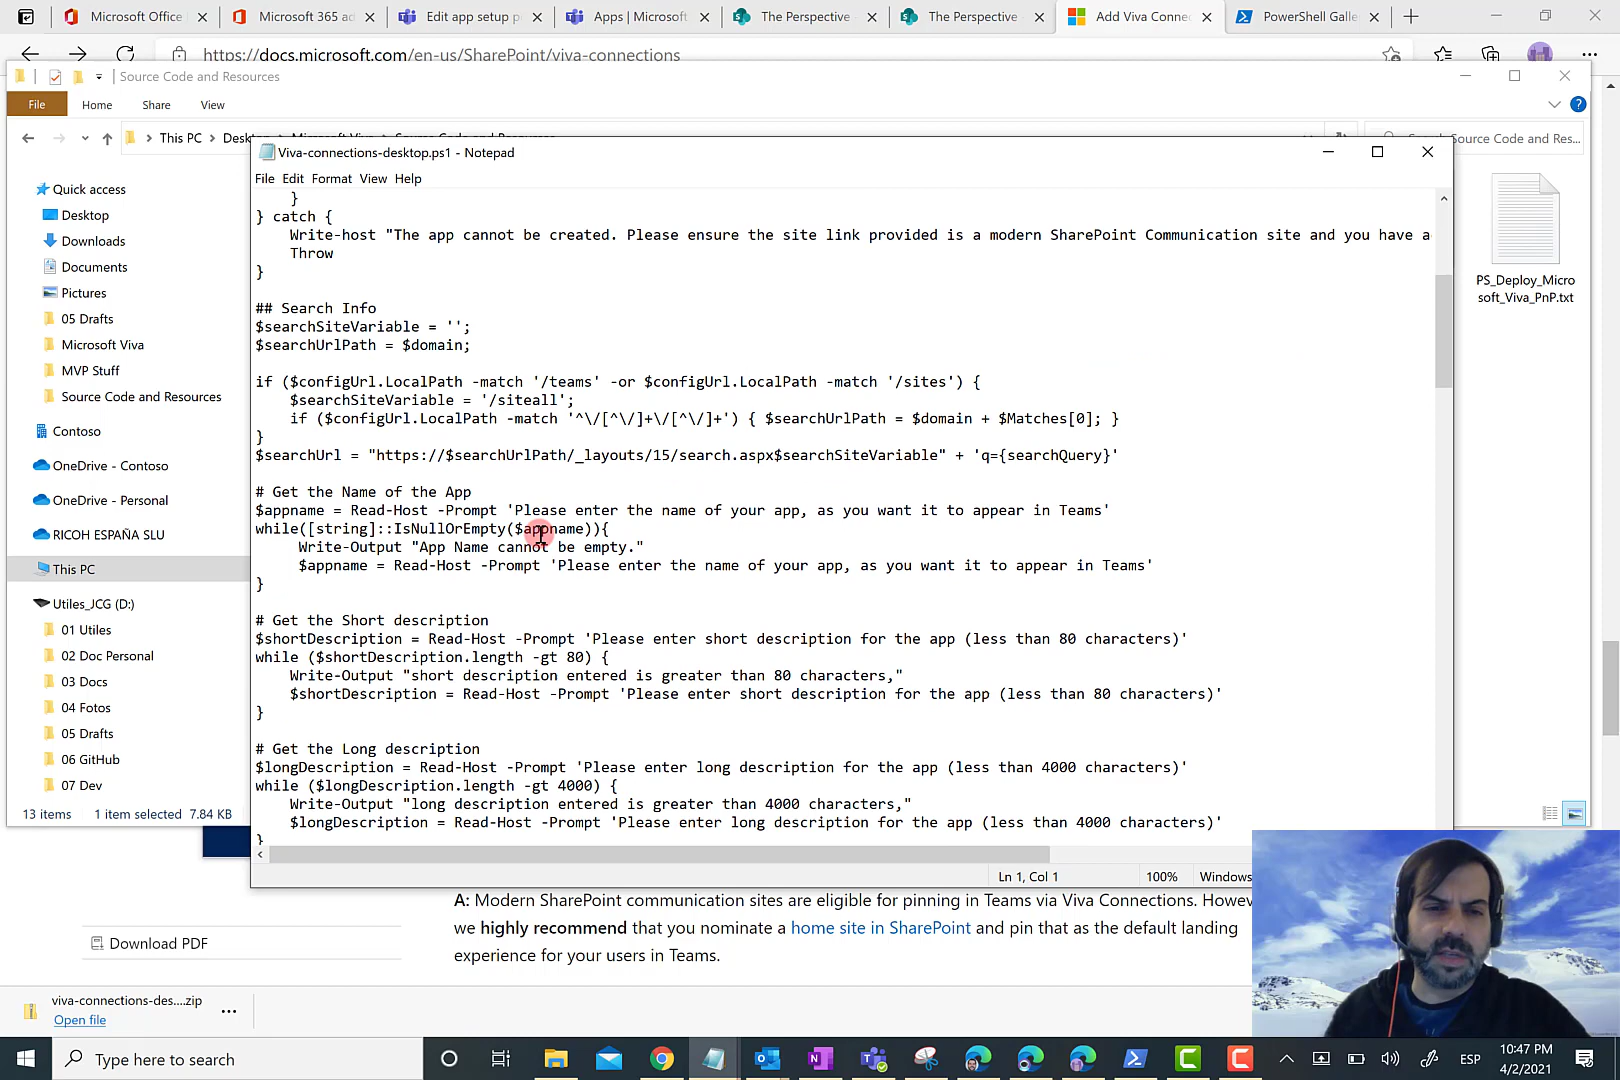 Microsoft Office
Microsoft 365 ad
Edit app setup p
Apps | Microsoft
The Perspective
The Perspective
Add Viva Conne
PowerShell Galle
https://docs.microsoft.com/en-us/SharePoint/viva-connections
Source Code and Resources
File Home Share View
This PC Deskt
Source Code and Res...
Viva-connections-desktop.ps1 - Notepad
File Edit Format View Help
Quick access
Desktop
Downloads
Documents
Pictures
05 Drafts
Microsoft Viva
MVP Stuff
Source Code and Resources
Contoso
OneDrive - Contoso
OneDrive - Personal
RICOH ESPAÑA SLU
This PC
Utiles_JCG (D:)
01 Utiles
02 Doc Personal
03 Docs
04 Fotos
05 Drafts
06 GitHub
07 Dev
13 items 1 item selected 7.84 KB
}
} catch {
Write-host "The app cannot be created. Please ensure the site link provided is a modern SharePoint Communication site and you have a
Throw
}
## Search Info
$searchSiteVariable = '';
$searchUrlPath = $domain;
if ($configUrl.LocalPath -match '/teams' -or $configUrl.LocalPath -match '/sites') {
$searchSiteVariable = '/siteall';
if ($configUrl.LocalPath -match '^\/[^\/]+\/[^\/]+') { $searchUrlPath = $domain + $Matches[0]; }
}
$searchUrl = "https://$searchUrlPath/_layouts/15/search.aspx$searchSiteVariable" + 'q={searchQuery}'
# Get the Name of the App
$appname = Read-Host -Prompt 'Please enter the name of your app, as you want it to appear in Teams'
while([string]::IsNullOrEmpty($appname)){
Write-Output "App Name cannot be empty."
$appname = Read-Host -Prompt 'Please enter the name of your app, as you want it to appear in Teams'
}
# Get the Short description
$shortDescription = Read-Host -Prompt 'Please enter short description for the app (less than 80 characters)'
while ($shortDescription.length -gt 80) {
Write-Output "short description entered is greater than 80 characters,"
$shortDescription = Read-Host -Prompt 'Please enter short description for the app (less than 80 characters)'
}
# Get the Long description
$longDescription = Read-Host -Prompt 'Please enter long description for the app (less than 4000 characters)'
while ($longDescription.length -gt 4000) {
Write-Output "long description entered is greater than 4000 characters,"
$longDescription = Read-Host -Prompt 'Please enter long description for the app (less than 4000 characters)'
}
Ln 1, Col 1 100% Windows
PS_Deploy_Micro
soft_Viva_PnP.txt
A: Modern SharePoint communication sites are eligible for pinning in Teams via Viva Connections. Howev
we highly recommend that you nominate a home site in SharePoint and pin that as the default landing
experience for your users in Teams.
Download PDF
viva-connections-des....zip
Open file
Type here to search
ESP
10:47 PM
4/2/2021